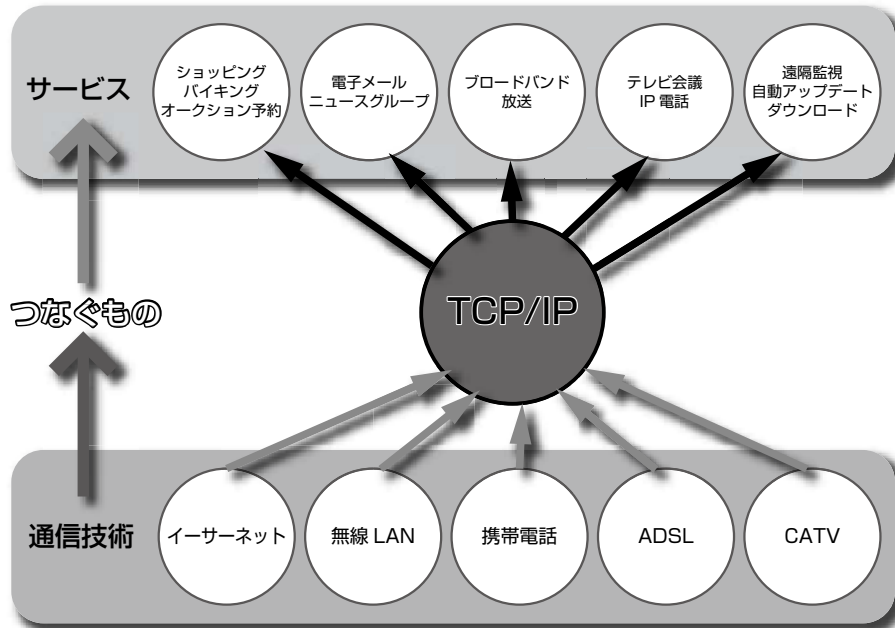 サービス
ショッピング
バイキング
オークション予約
電子メール
ニュースグループ
ブロードバンド
放送
テレビ会議
IP 電話
遠隔監視
自動アップデート
ダウンロード
つなぐもの
TCP/IP
通信技術
イーサーネット
無線 LAN
携帯電話
ADSL
CATV